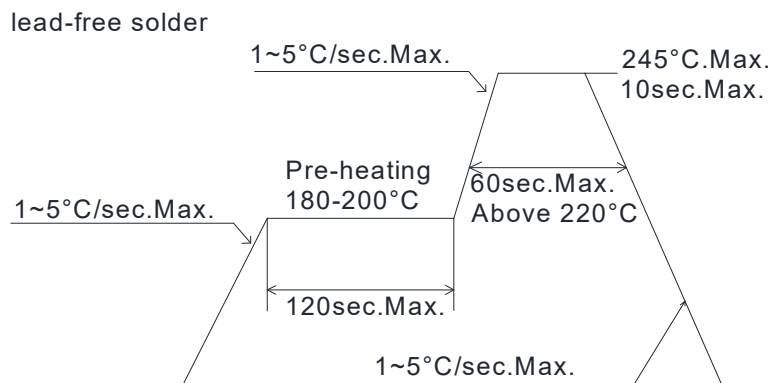 lead-free solder
1~5°C/sec.Max.
245°C.Max.
10sec.Max.
Pre-heating
180-200°C
60sec.Max.
Above 220°C
1~5°C/sec.Max.
120sec.Max.
1~5°C/sec.Max.